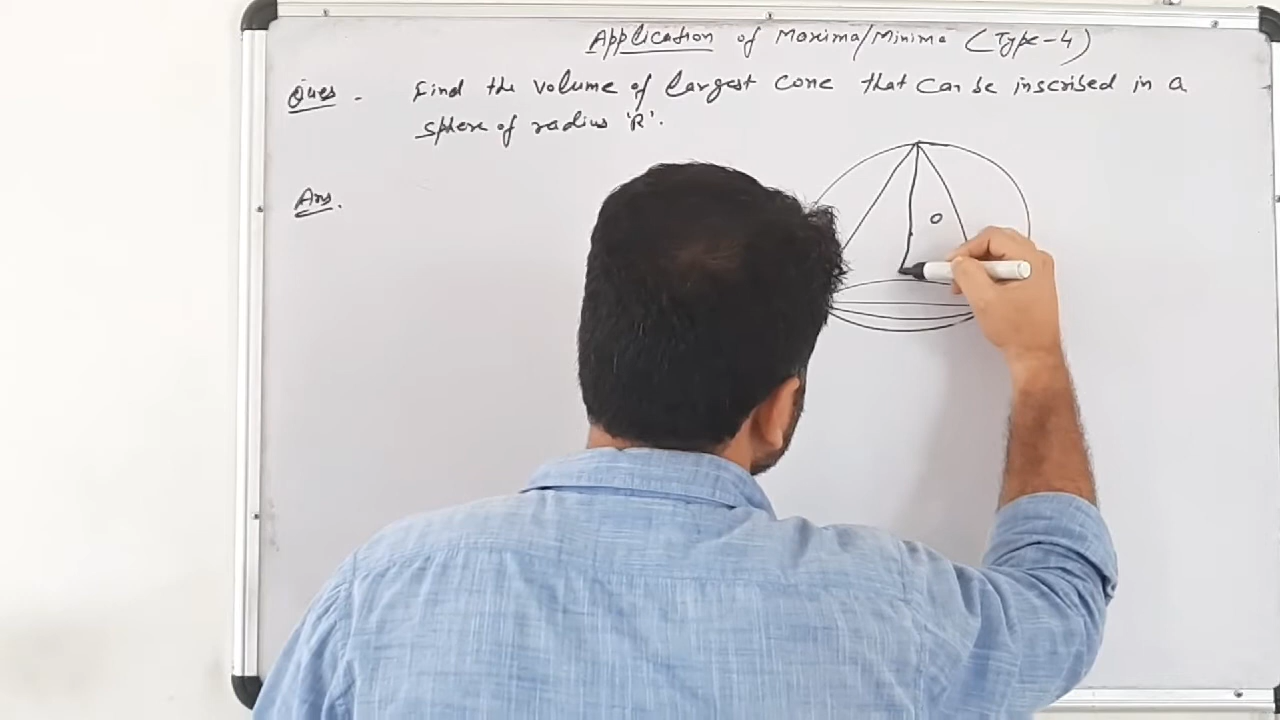 Application of Maxima/Minima (Type-4)
Ques. Find the volume of largest cone that can be inscribed in a
sphere of radius 'R'.
O
Ans.